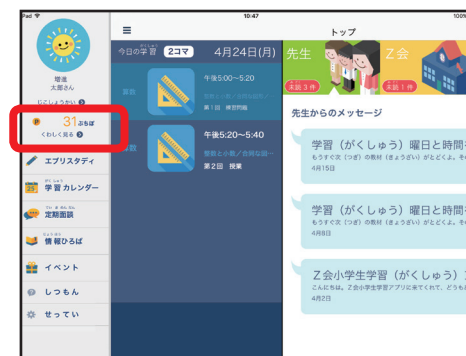 Pad
10:47
100%
増進
太郎さん
じこしょうかい
31 ぷちぽ
くわしく見る
エブリスタディ
学習カレンダー
定期面談
情報ひろば
イベント
しつもん
せってい
今日の学習 2コマ 4月24日(月)
算数
午後5:00~5:20
第1回 練習問題
数
午後5:20~5:40
整数と小数／合同な図…
第2回 授業
トップ
先生
未読 3 件
Z会
未読 1 件
先生からのメッセージ
学習（がくしゅう）曜日と時間
もうすぐ次（つぎ）の教材（きょうざい）がとどくよ。そ
4月15日
学習（がくしゅう）曜日と時間
もうすぐ次（つぎ）の教材（きょうざい）がとどくよ。そ
4月8日
Ｚ会小学生学習（がくしゅう）
こんにちは。Ｚ会小学生学習アプリに来てくれて、どうも
4月2日